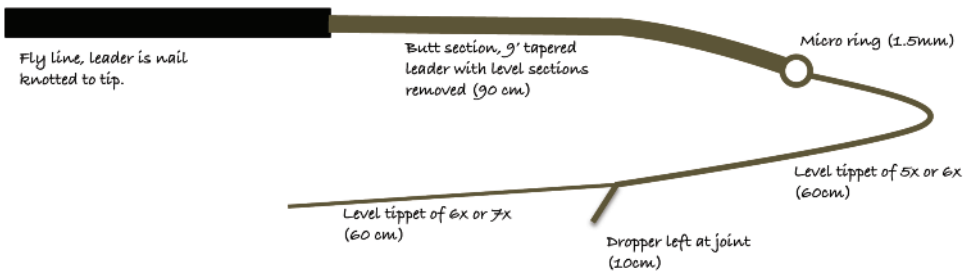 Fly line, leader is nail
knotted to tip.
Butt section, 9' tapered
leader with level sections
removed (90 cm)
Micro ring (1.5mm)
Level tippet of 5x or 6x
(60cm)
Level tippet of 6x or 7x
(60 cm)
Dropper left at joint
(10cm)